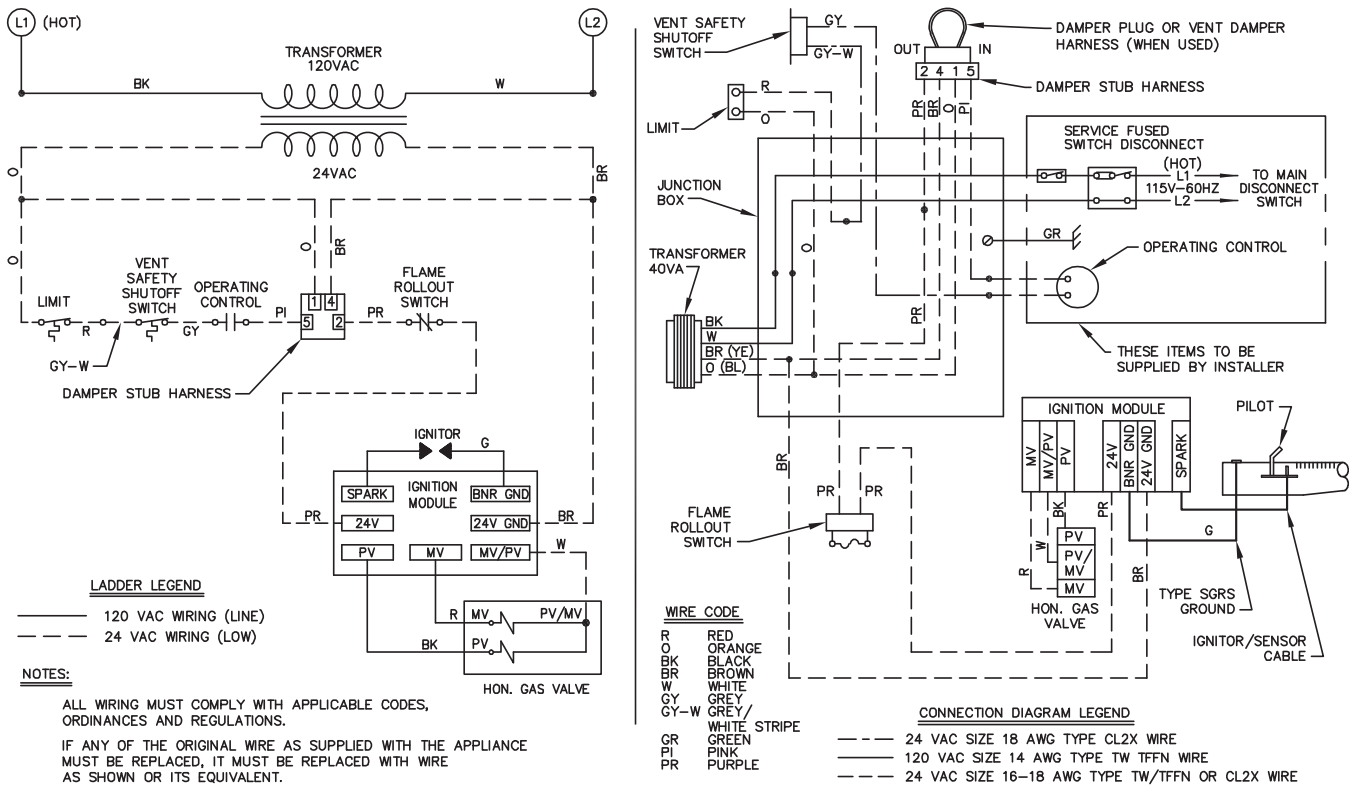 L1 (HOT)
L2
TRANSFORMER
120VAC
BK
W
24VAC
O
BR
O
BR
O
LIMIT
R
GY-W
VENT
SAFETY
SHUTOFF
SWITCH
GY
OPERATING
CONTROL
PI
1 4
5 2
PR
FLAME
ROLLOUT
SWITCH
DAMPER STUB HARNESS
IGNITOR
G
SPARK
IGNITION
MODULE
BNR GND
PR
24V
24V GND
BR
PV
MV
MV/PV
W
R
MV
PV/MV
BK
PV
HON. GAS VALVE
LADDER LEGEND
120 VAC WIRING (LINE)
24 VAC WIRING (LOW)
NOTES:
ALL WIRING MUST COMPLY WITH APPLICABLE CODES,
ORDINANCES AND REGULATIONS.
IF ANY OF THE ORIGINAL WIRE AS SUPPLIED WITH THE APPLIANCE
MUST BE REPLACED, IT MUST BE REPLACED WITH WIRE
AS SHOWN OR ITS EQUIVALENT.
VENT SAFETY
SHUTOFF
SWITCH
GY
GY-W
OUT
IN
2 4 1 5
DAMPER PLUG OR VENT DAMPER
HARNESS (WHEN USED)
DAMPER STUB HARNESS
PR
BR
O
PI
R
O
LIMIT
JUNCTION
BOX
SERVICE FUSED
SWITCH DISCONNECT
(HOT)
L1
115V-60HZ
L2
TO MAIN
DISCONNECT
SWITCH
GR
OPERATING CONTROL
THESE ITEMS TO BE
SUPPLIED BY INSTALLER
TRANSFORMER
40VA
BK
W
BR (YE)
O (BL)
O
PR
BR
PR
PR
FLAME
ROLLOUT
SWITCH
IGNITION MODULE
MV
MV/PV
PV
24V
BNR GND
24V GND
SPARK
PILOT
R
W
BK
PR
BR
G
PV
PV/
MV
MV
HON. GAS
VALVE
TYPE SGRS
GROUND
IGNITOR/SENSOR
CABLE
WIRE CODE
R RED
O ORANGE
BK BLACK
BR BROWN
W WHITE
GY GREY
GY-W GREY/
WHITE STRIPE
GR GREEN
PI PINK
PR PURPLE
CONNECTION DIAGRAM LEGEND
24 VAC SIZE 18 AWG TYPE CL2X WIRE
120 VAC SIZE 14 AWG TYPE TW TFFN WIRE
24 VAC SIZE 16-18 AWG TYPE TW/TFFN OR CL2X WIRE